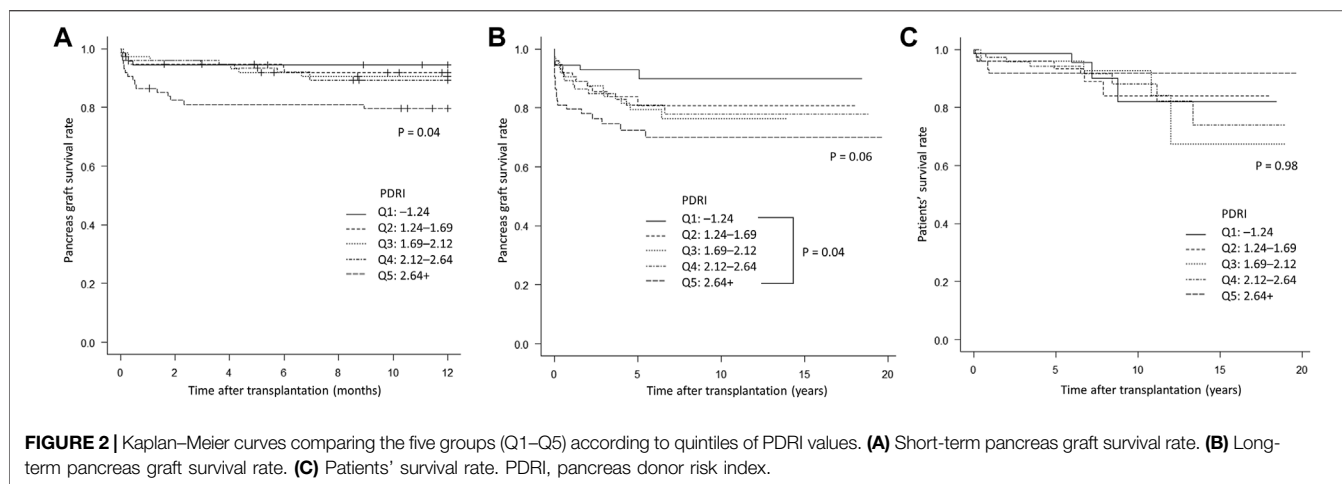 A
1.0
0.8
0.6
0.4
0.2
0.0
Pancreas graft survival rate
P = 0.04
PDRI
Q1: –1.24
Q2: 1.24–1.69
Q3: 1.69–2.12
Q4: 2.12–2.64
Q5: 2.64+
0 2 4 6 8 10 12
Time after transplantation (months)
B
1.0
0.8
0.6
0.4
0.2
0.0
Pancreas graft survival rate
P = 0.06
PDRI
Q1: –1.24
Q2: 1.24–1.69
Q3: 1.69–2.12
Q4: 2.12–2.64
Q5: 2.64+
P = 0.04
0 5 10 15 20
Time after transplantation (years)
C
1.0
0.8
0.6
0.4
0.2
0.0
Patients’ survival rate
P = 0.98
PDRI
Q1: –1.24
Q2: 1.24–1.69
Q3: 1.69–2.12
Q4: 2.12–2.64
Q5: 2.64+
0 5 10 15 20
Time after transplantation (years)
FIGURE 2 | Kaplan–Meier curves comparing the five groups (Q1–Q5) according to quintiles of PDRI values. (A) Short-term pancreas graft survival rate. (B) Long-
term pancreas graft survival rate. (C) Patients’ survival rate. PDRI, pancreas donor risk index.